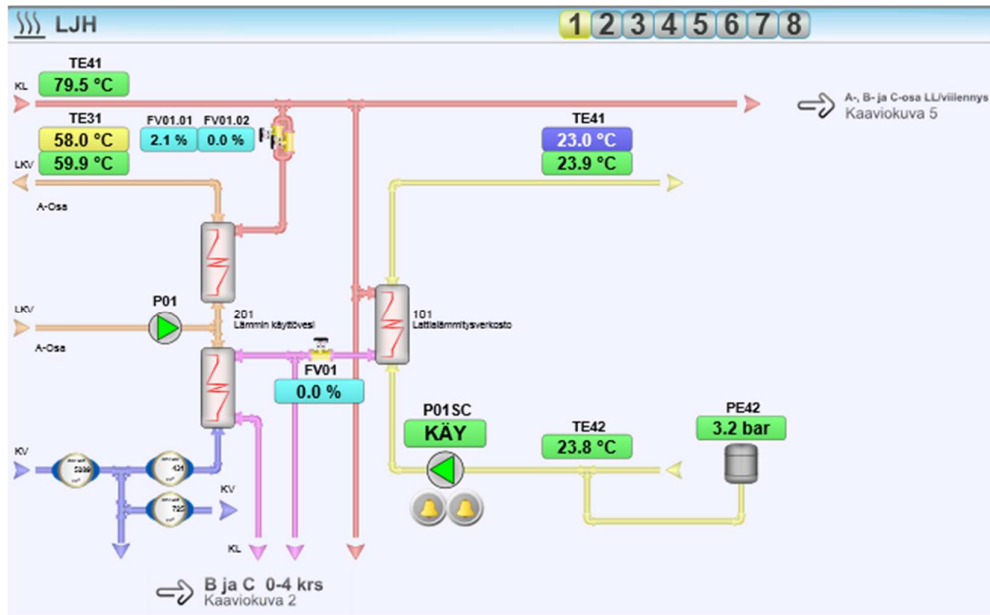 LJH
1 2 3 4 5 6 7 8
TE41
KL
79.5 °C
A-, B- ja C-osa LL/viilennys
Kaaviokuva 5
TE31
FV01.01 FV01.02
TE41
58.0 °C
2.1 % 0.0 %
23.0 °C
LKV
59.9 °C
23.9 °C
A-Osa
P01
LKV
201
Lämmin käyttövesi
101
Lattialämmitysverkosto
A-Osa
FV01
0.0 %
P01SC
KÄY
TE42
23.8 °C
PE42
3.2 bar
KV
KV
KL
B ja C 0-4 krs
Kaaviokuva 2